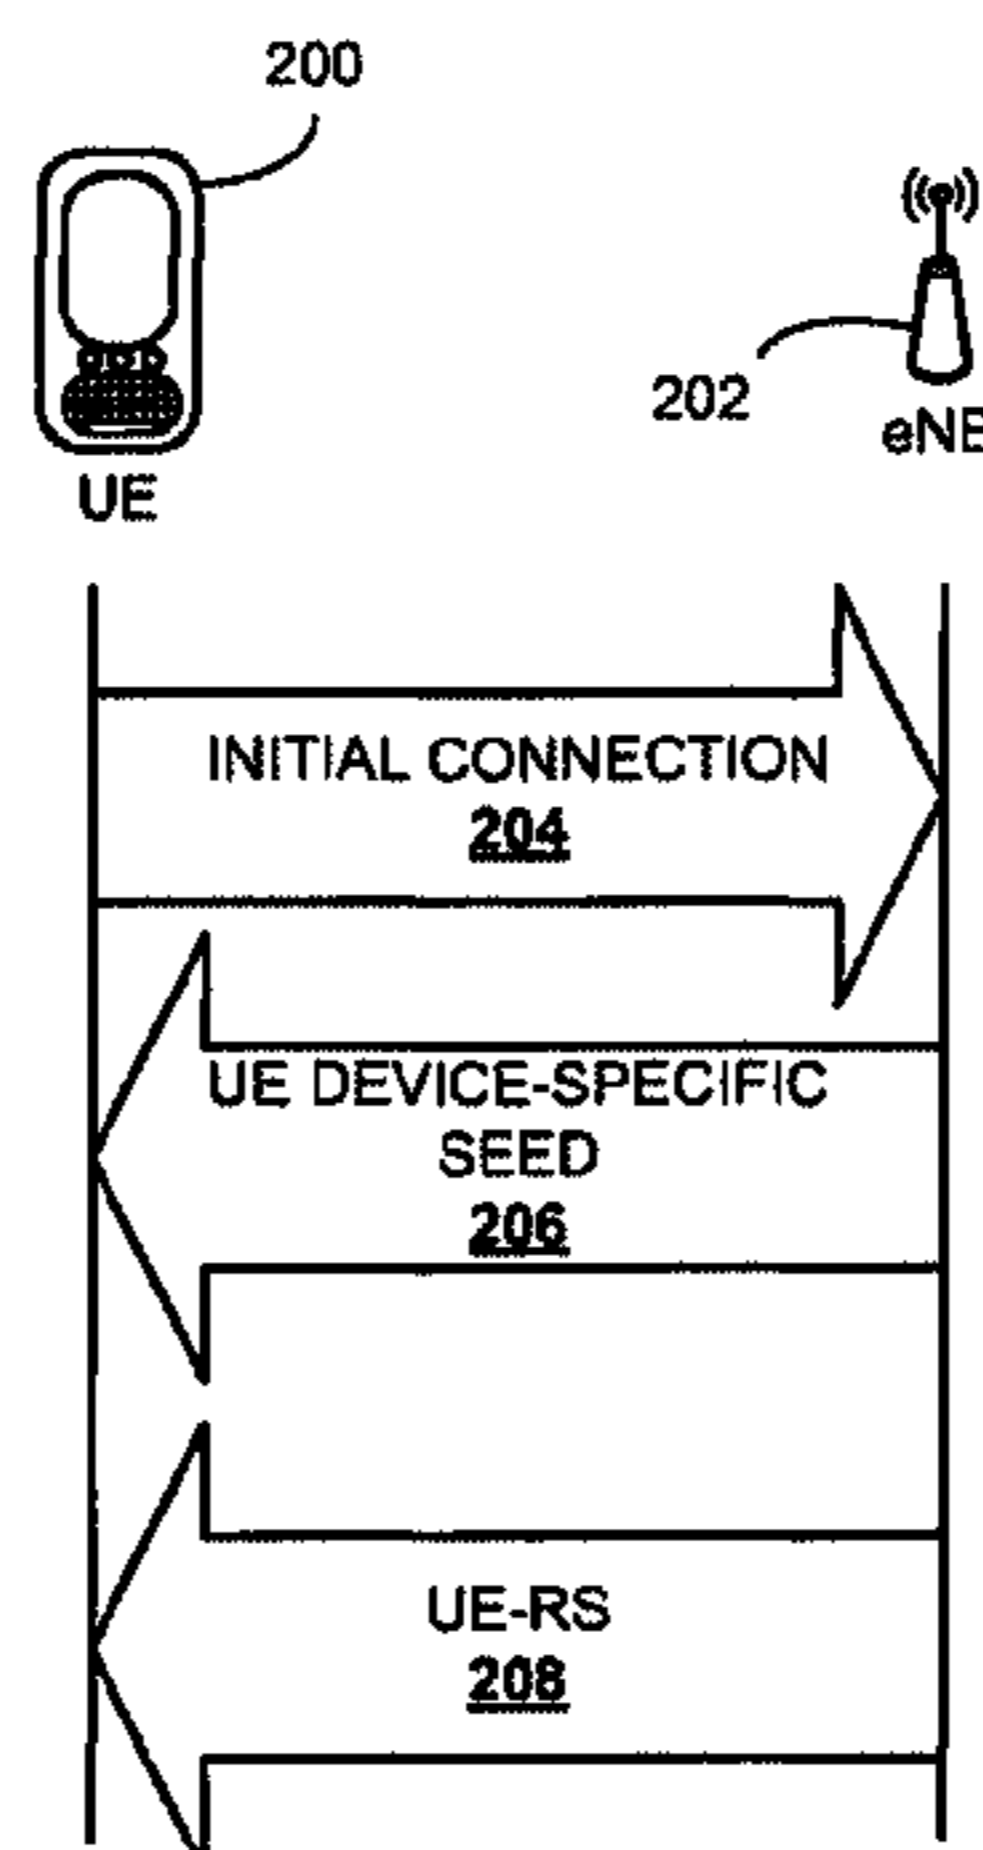 200
202
eNB
UE
INITIAL CONNECTION
204
UE DEVICE-SPECIFIC
SEED
206
UE-RS
208